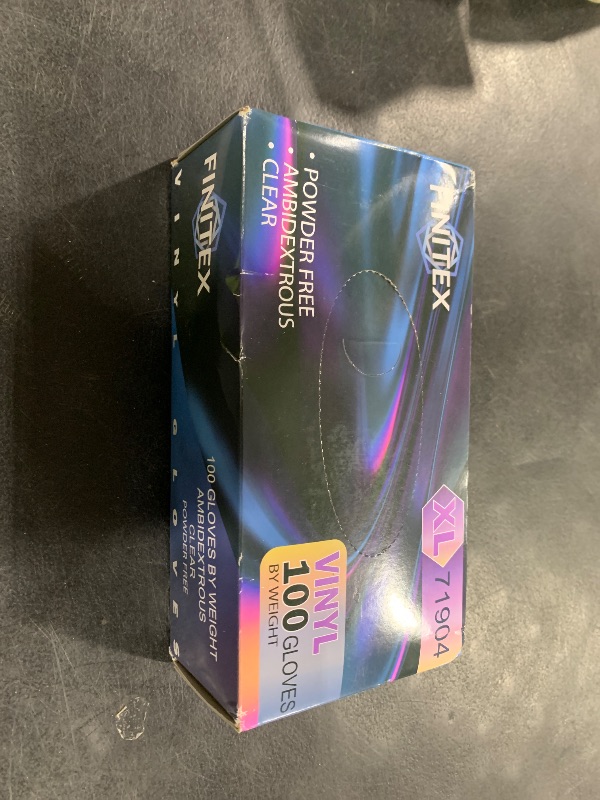 FINITEX
• POWDER FREE
• AMBIDEXTROUS
• CLEAR
XL 71904
VINYL
100 GLOVES
BY WEIGHT
FINITEX
100 GLOVES BY WEIGHT
AMBIDEXTROUS
CLEAR
POWDER FREE
VINYL GLOVES